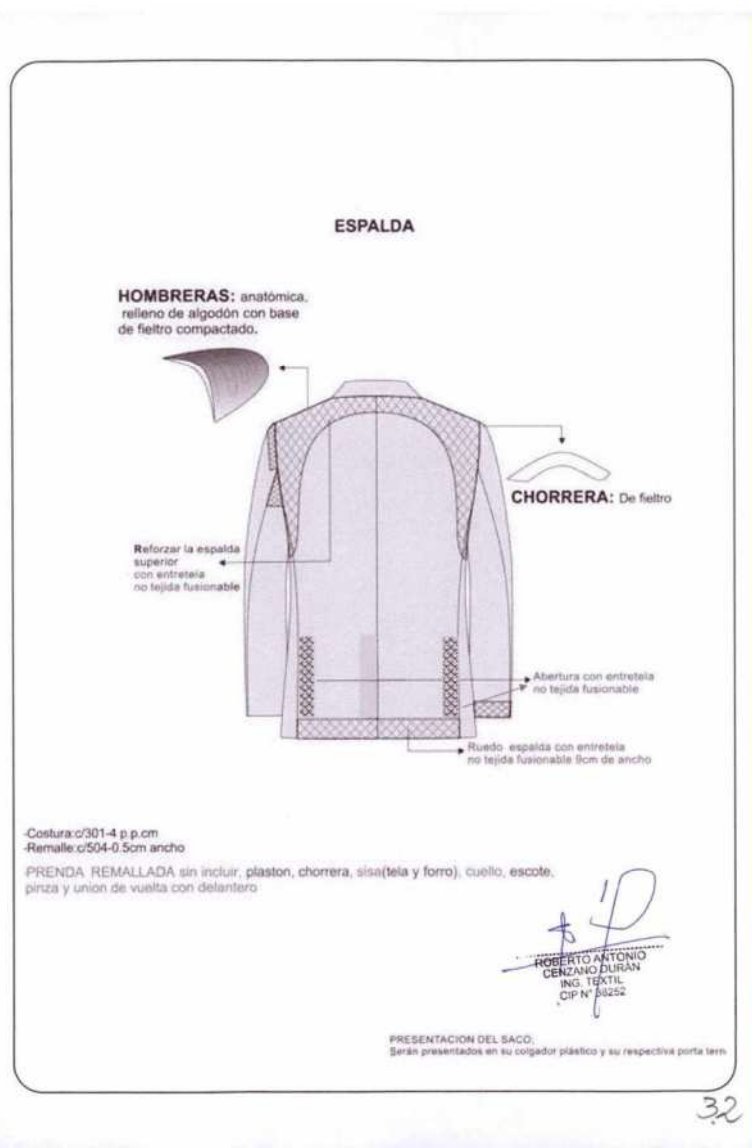 ESPALDA
HOMBRERAS: anatómica,
relleno de algodón con base
de fieltro compactado.
CHORRERA: De fieltro
Reforzar la espalda
superior
con entretela
no tejida fusionable
Abertura con entretela
no tejida fusionable
Ruedo espalda con entretela
no tejida fusionable 9cm de ancho
-Costura:c/301-4 p.p.cm
-Remalle:c/504-0.5cm ancho
-PRENDA REMALLADA sin incluir, plaston, chorrera, sisa(tela y forro), cuello, escote,
pinza y union de vuelta con delantero
ROBERTO ANTONIO
CENZANO DURÁN
ING. TEXTIL
CIP N° 38252
PRESENTACION DEL SACO;
Serán presentados en su colgador plástico y su respectiva porta tern
32